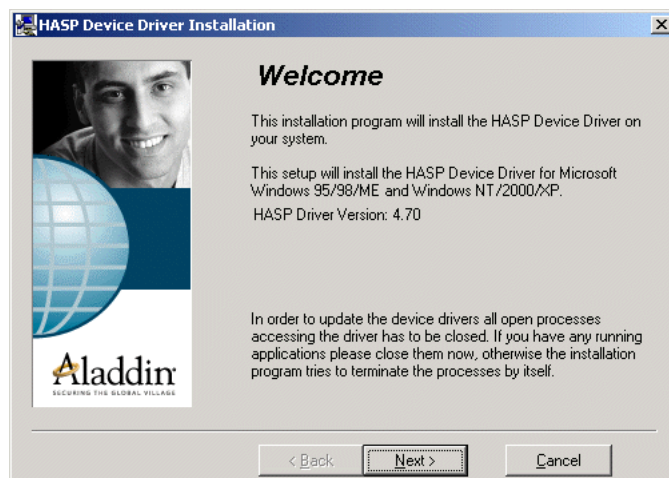 HASP Device Driver Installation
Welcome
This installation program will install the HASP Device Driver on
your system.
This setup will install the HASP Device Driver for Microsoft
Windows 95/98/ME and Windows NT/2000/XP.
HASP Driver Version: 4.70
In order to update the device drivers all open processes
accessing the driver has to be closed. If you have any running
applications please close them now, otherwise the installation
program tries to terminate the processes by itself.
Aladdin
SECURING THE GLOBAL VILLAGE
< Back
Next >
Cancel